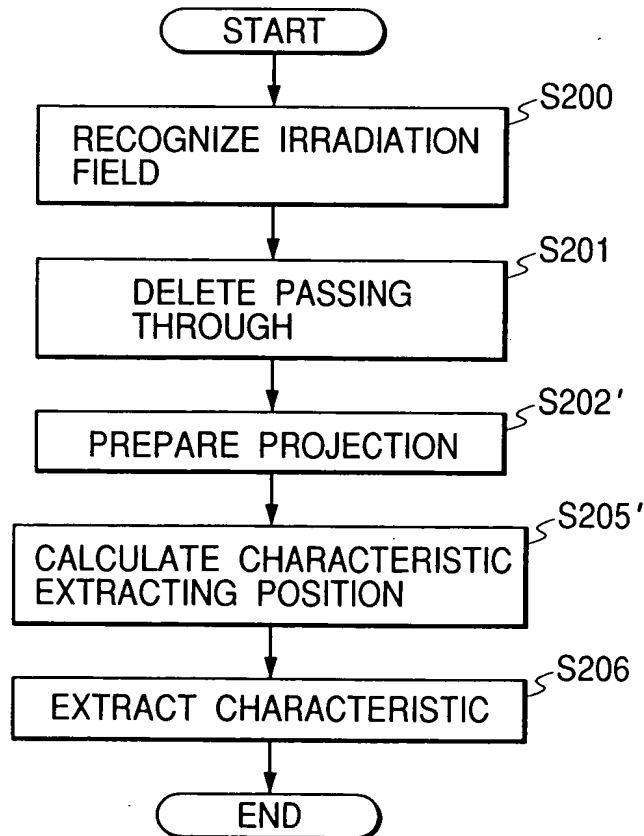 START
S200
RECOGNIZE IRRADIATION
FIELD
S201
DELETE PASSING
THROUGH
S202'
PREPARE PROJECTION
S205'
CALCULATE CHARACTERISTIC
EXTRACTING POSITION
S206
EXTRACT CHARACTERISTIC
END